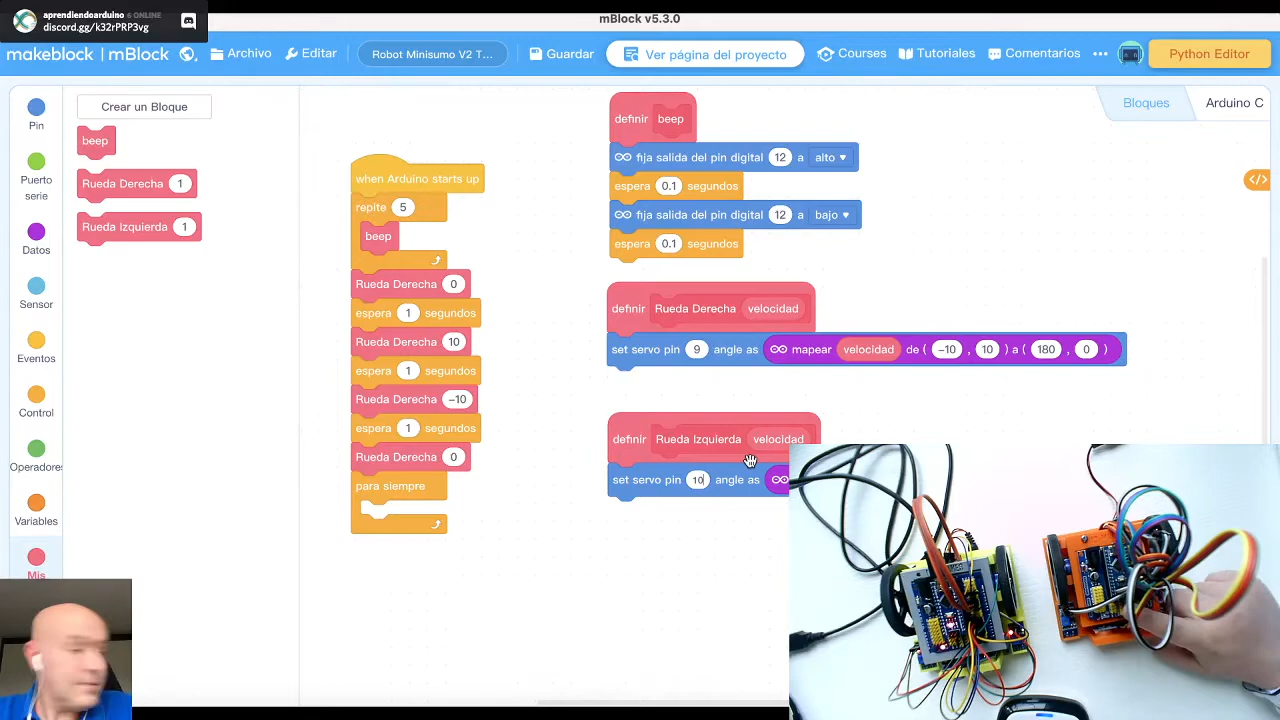 aprendiendoarduino 6 ONLINE
discord.gg/k32rPRP3vg
mBlock v5.3.0
makeblock | mBlock
Archivo
Editar
Robot Minisumo V2 T...
Guardar
Ver página del proyecto
Courses
Tutoriales
Comentarios
Python Editor
Pin
Puerto serie
Datos
Sensor
Eventos
Control
Operadores
Variables
Mis
Crear un Bloque
beep
Rueda Derecha 1
Rueda Izquierda 1
when Arduino starts up
repite 5
beep
Rueda Derecha 0
espera 1 segundos
Rueda Derecha 10
espera 1 segundos
Rueda Derecha -10
espera 1 segundos
Rueda Derecha 0
para siempre
definir beep
fija salida del pin digital 12 a alto
espera 0.1 segundos
fija salida del pin digital 12 a bajo
espera 0.1 segundos
definir Rueda Derecha velocidad
set servo pin 9 angle as mapear velocidad de ( -10 , 10 ) a ( 180 , 0 )
definir Rueda Izquierda velocidad
set servo pin 10 angle as
Bloques
Arduino C